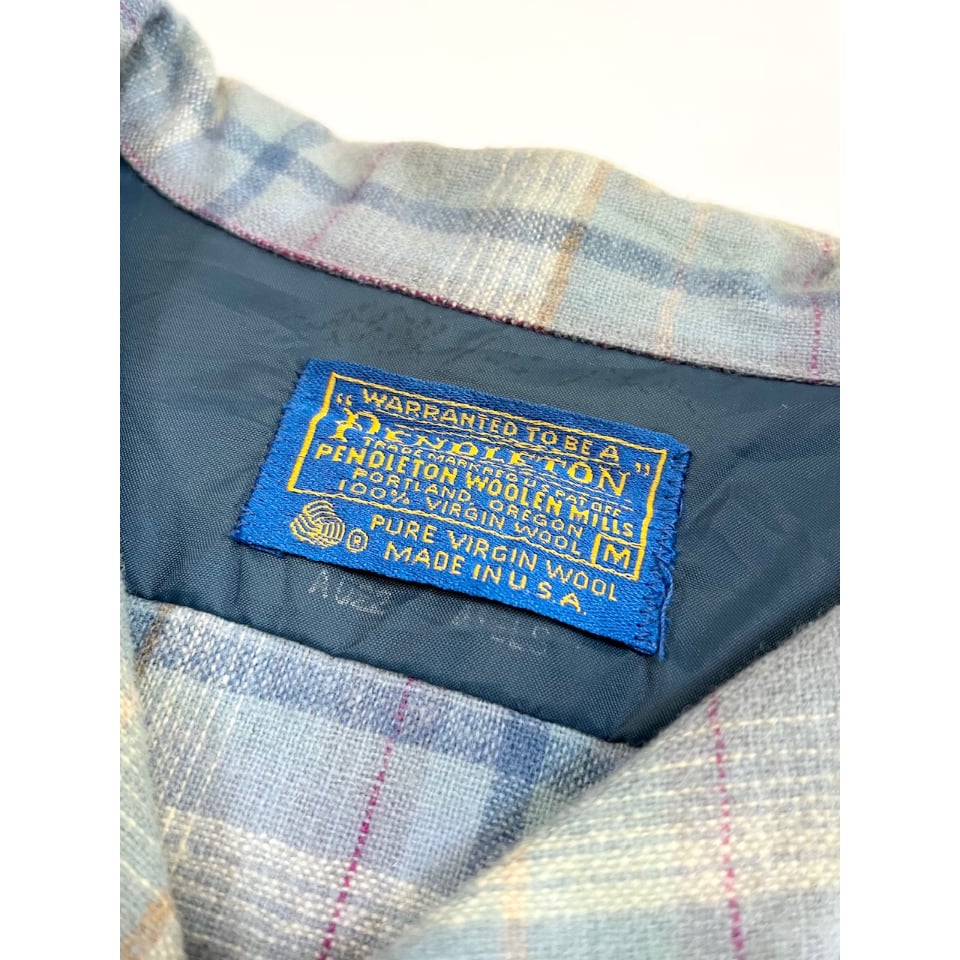 "WARRANTED TO BE A
PENDLETON"
TRADE MARK REG U.S. PAT. OFF.
PENDLETON WOOLEN MILLS
PORTLAND, OREGON
100% VIRGIN WOOL M
® PURE VIRGIN WOOL
MADE IN U.S.A.